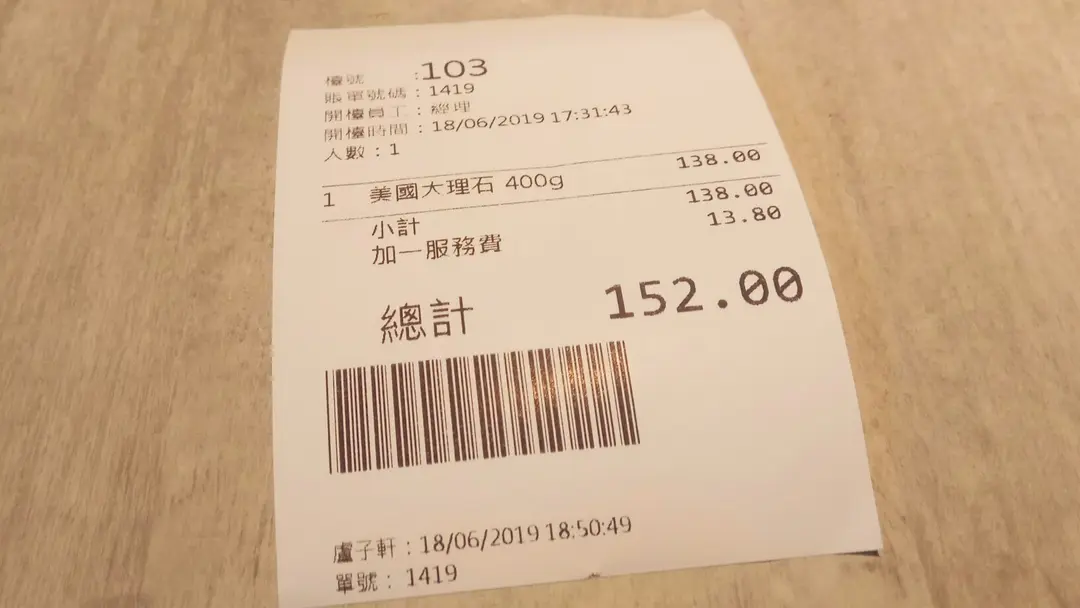 檯號 :103
賬單號碼 : 1419
開檯員工 : 經理
開檯時間 : 18/06/2019 17:31:43
人數 : 1
1 美國大理石 400g 138.00
小計 138.00
加一服務費 13.80
總計 152.00
盧子軒 : 18/06/2019 18:50:49
單號 : 1419